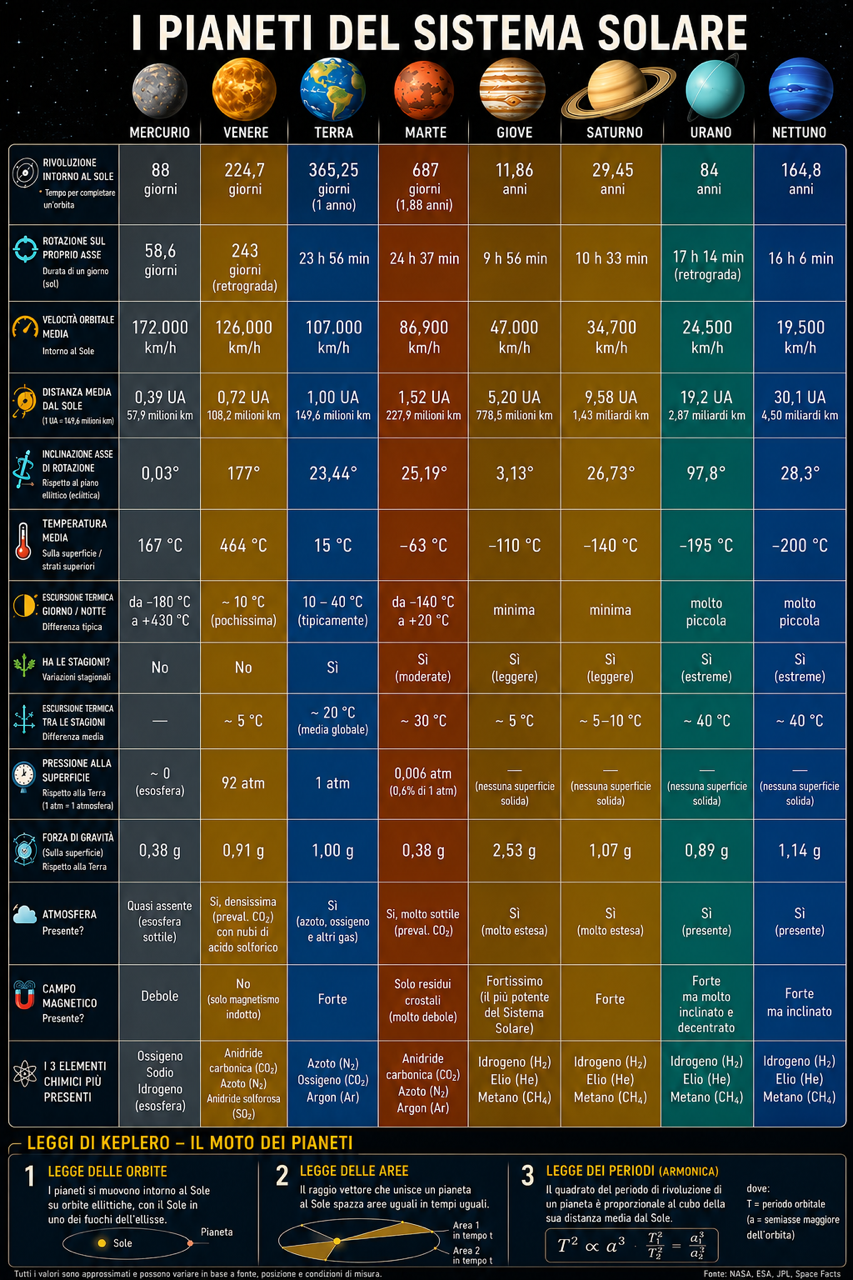 I PIANETI DEL SISTEMA SOLARE
MERCURIO VENERE TERRA MARTE GIOVE SATURNO URANO NETTUNO
RIVOLUZIONE
INTORNO AL SOLE
* Tempo per completare
un'orbita
88
giorni
224,7
giorni
365,25
giorni
(1 anno)
687
giorni
(1,88 anni)
11,86
anni
29,45
anni
84
anni
164,8
anni
ROTAZIONE SUL
PROPRIO ASSE
Durata di un giorno
(sol)
58,6
giorni
243
giorni
(retrograda)
23 h 56 min
24 h 37 min
9 h 56 min
10 h 33 min
17 h 14 min
(retrograda)
16 h 6 min
VELOCITÀ ORBITALE
MEDIA
Intorno al Sole
172.000
km/h
126,000
km/h
107.000
km/h
86,900
km/h
47.000
km/h
34,700
km/h
24,500
km/h
19,500
km/h
DISTANZA MEDIA
DAL SOLE
(1 UA = 149,6 milioni km)
0,39 UA
57,9 milioni km
0,72 UA
108,2 milioni km
1,00 UA
149,6 milioni km
1,52 UA
227,9 milioni km
5,20 UA
778,5 milioni km
9,58 UA
1,43 miliardi km
19,2 UA
2,87 miliardi km
30,1 UA
4,50 miliardi km
INCLINAZIONE ASSE
DI ROTAZIONE
Rispetto al piano
ellittico (eclittica)
0,03°
177°
23,44°
25,19°
3,13°
26,73°
97,8°
28,3°
TEMPERATURA
MEDIA
Sulla superficie /
strati superiori
167 °C
464 °C
15 °C
−63 °C
−110 °C
−140 °C
−195 °C
−200 °C
ESCURSIONE TERMICA
GIORNO / NOTTE
Differenza tipica
da −180 °C
a +430 °C
~ 10 °C
(pochissima)
10 – 40 °C
(tipicamente)
da −140 °C
a +20 °C
minima
minima
molto
piccola
molto
piccola
HA LE STAGIONI?
Variazioni stagionali
No
No
Sì
Sì
(moderate)
Sì
(leggere)
Sì
(leggere)
Sì
(estreme)
Sì
(estreme)
ESCURSIONE TERMICA
TRA LE STAGIONI
Differenza media
—
~ 5 °C
~ 20 °C
(media globale)
~ 30 °C
~ 5 °C
~ 5–10 °C
~ 40 °C
~ 40 °C
PRESSIONE ALLA
SUPERFICIE
Rispetto alla Terra
(1 atm = 1 atmosfera)
~ 0
(esosfera)
92 atm
1 atm
0,006 atm
(0,6% di 1 atm)
—
(nessuna superficie
solida)
—
(nessuna superficie
solida)
—
(nessuna superficie
solida)
—
(nessuna superficie
solida)
FORZA DI GRAVITÀ
(Sulla superficie)
Rispetto alla Terra
0,38 g
0,91 g
1,00 g
0,38 g
2,53 g
1,07 g
0,89 g
1,14 g
ATMOSFERA
Presente?
Quasi assente
(esosfera
sottile)
Si, densissima
(preval. CO₂)
con nubi di
acido solforico
Sì
(azoto, ossigeno
e altri gas)
Si, molto sottile
(preval. CO₂)
Sì
(molto estesa)
Sì
(molto estesa)
Sì
(presente)
Sì
(presente)
CAMPO
MAGNETICO
Presente?
Debole
No
(solo magnetismo
indotto)
Forte
Solo residui
crostali
(molto debole)
Fortissimo
(il più potente
del Sistema
Solare)
Forte
Forte
ma molto
inclinato e
decentrato
Forte
ma inclinato
I 3 ELEMENTI
CHIMICI PIÙ
PRESENTI
Ossigeno
Sodio
Idrogeno
(esosfera)
Anidride
carbonica (CO₂)
Azoto (N₂)
Anidride solforosa
(SO₂)
Azoto (N₂)
Ossigeno (CO₂)
Argon (Ar)
Anidride
carbonica (CO₂)
Azoto (N₂)
Argon (Ar)
Idrogeno (H₂)
Elio (He)
Metano (CH₄)
Idrogeno (H₂)
Elio (He)
Metano (CH₄)
Idrogeno (H₂)
Elio (He)
Metano (CH₄)
Idrogeno (H₂)
Elio (He)
Metano (CH₄)
LEGGI DI KEPLERO – IL MOTO DEI PIANETI
1 LEGGE DELLE ORBITE
I pianeti si muovono intorno al Sole
su orbite ellittiche, con il Sole in
uno dei fuochi dell'ellisse.
Sole
Pianeta
2 LEGGE DELLE AREE
Il raggio vettore che unisce un pianeta
al Sole spazza aree uguali in tempi uguali.
Area 1
in tempo t
Area 2
in tempo t
3 LEGGE DEI PERIODI (ARMONICA)
Il quadrato del periodo di rivoluzione di
un pianeta è proporzionale al cubo della
sua distanza media dal Sole.
T² ∝ a³ · T₁²/T₂² = a₁³/a₂³
dove:
T = periodo orbitale
(a = semiasse maggiore
dell'orbita)
Tutti i valori sono approssimati e possono variare in base a fonte, posizione e condizioni di misura.
Fonte: NASA, ESA, JPL, Space Facts